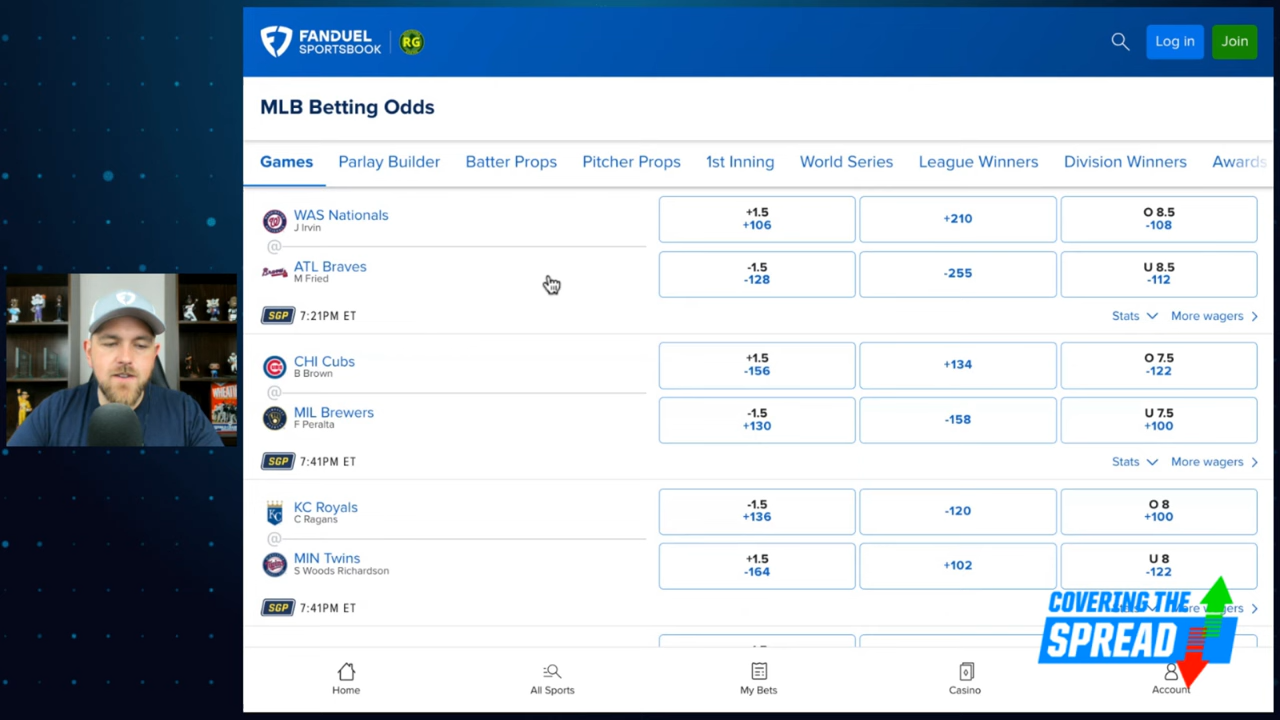 FANDUEL
SPORTSBOOK
RG
Log in
Join
MLB Betting Odds
Games
Parlay Builder
Batter Props
Pitcher Props
1st Inning
World Series
League Winners
Division Winners
Awards
WAS Nationals
J Irvin
+1.5
+106
+210
O 8.5
-108
@
ATL Braves
M Fried
-1.5
-128
-255
U 8.5
-112
SGP
7:21PM ET
Stats
More wagers
CHI Cubs
B Brown
+1.5
-156
+134
O 7.5
-122
@
MIL Brewers
F Peralta
-1.5
+130
-158
U 7.5
+100
SGP
7:41PM ET
Stats
More wagers
KC Royals
C Ragans
-1.5
+136
-120
O 8
+100
@
MIN Twins
S Woods Richardson
+1.5
-164
+102
U 8
-122
SGP
7:41PM ET
COVERING THE
SPREAD
Home
All Sports
My Bets
Casino
Account